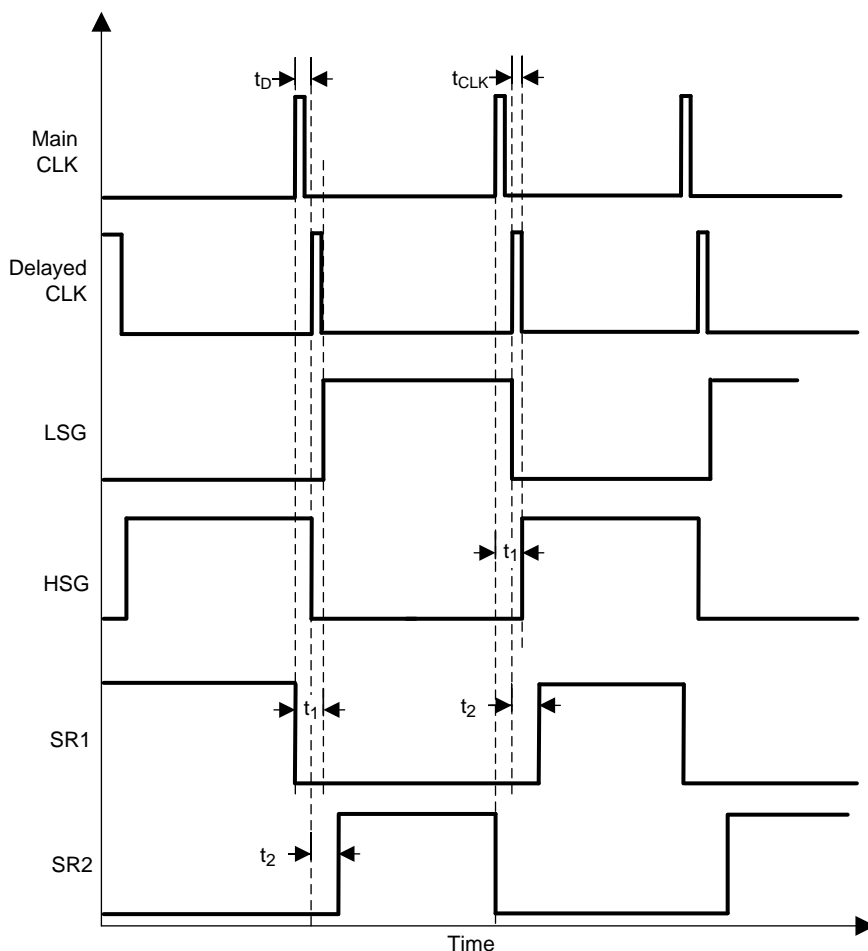 tD
tCLK
Main
CLK
Delayed
CLK
LSG
t1
HSG
t1
t2
SR1
t2
SR2
Time